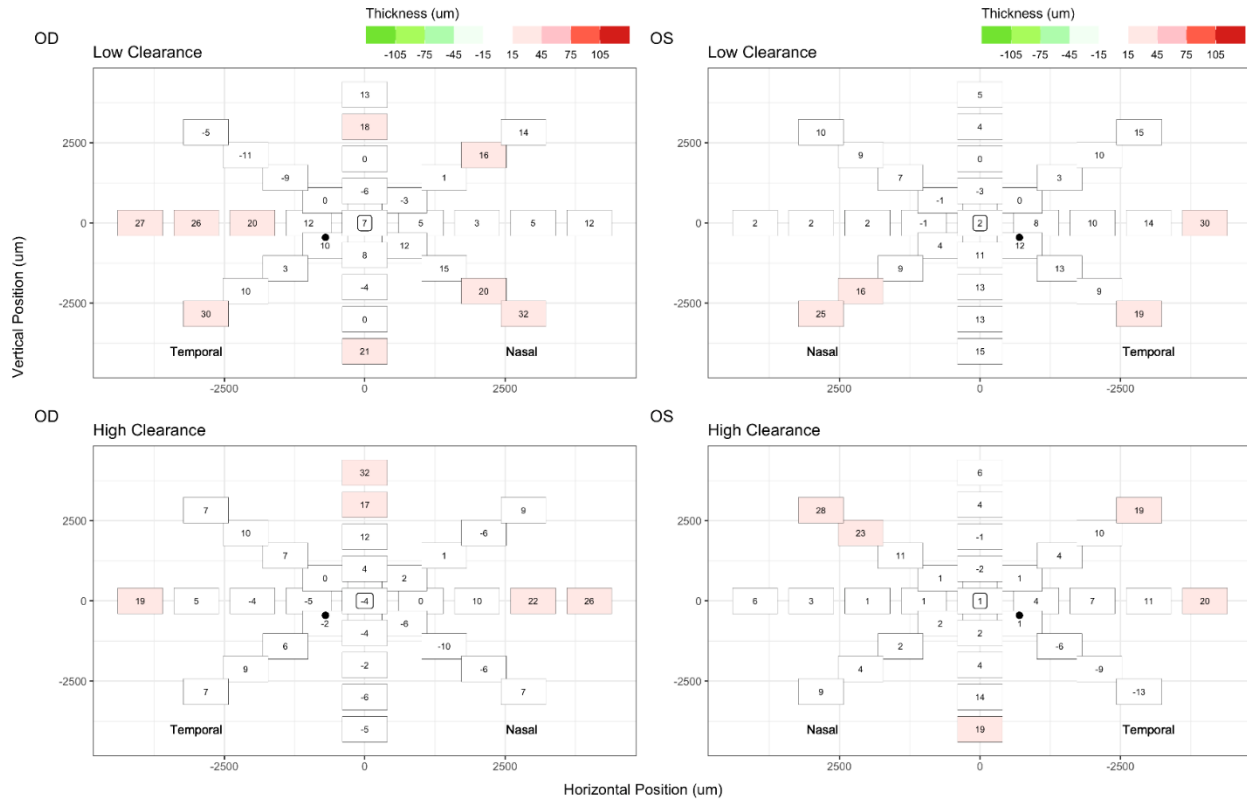 Thickness (um)
-105 -75 -45 -15 15 45 75 105
Thickness (um)
-105 -75 -45 -15 15 45 75 105
OD
Low Clearance
OS
Low Clearance
Vertical Position (um)
13
-5 18 14
-11 0 16
-9 1
0 -6 -3
2500
0
-2500
27 26 20 12 7 5 3 5 12
10 8 12
3 15
10 -4 20
30 0 32
21
Temporal Nasal
-2500 0 2500
5
10 4 15
9 0 10
7 3
-1 -3 0
2500
0
-2500
2 2 2 -1 2 8 10 14 30
4 11 12
9 13
16 13 9
25 13 19
15
Nasal Temporal
2500 0 -2500
OD
High Clearance
OS
High Clearance
32
7 17 9
10 12 -6
7 1
0 4 2
2500
0
-2500
19 5 -4 -5 -4 0 10 22 26
-2 -4 -6
6 -10
9 -2 -6
7 -6 7
-5
Temporal Nasal
-2500 0 2500
6
28 4 19
23 -1 10
11 4
1 -2 1
2500
0
-2500
6 3 1 1 1 4 7 11 20
2 2 1
2 -6
4 4 -9
9 14 -13
19
Nasal Temporal
2500 0 -2500
Horizontal Position (um)